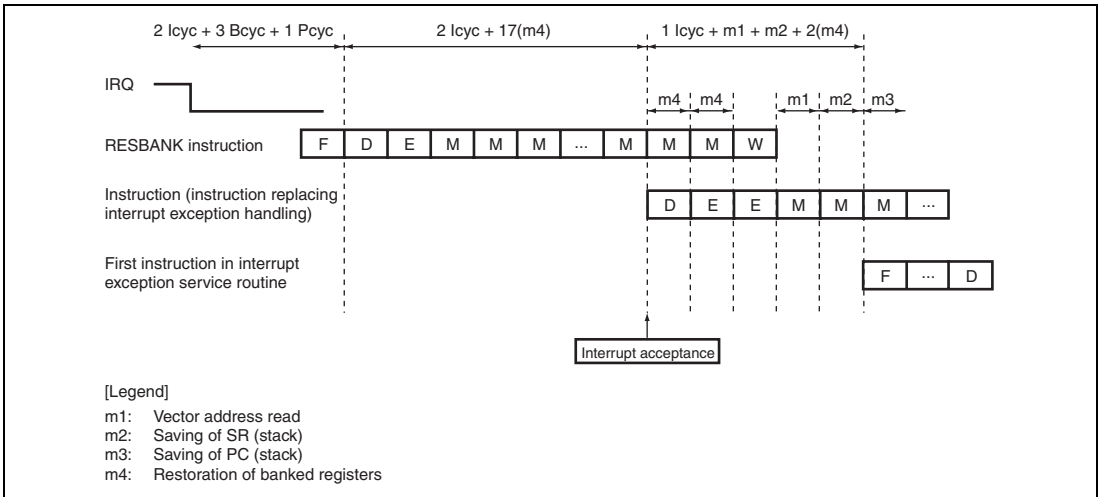 2 Icyc + 3 Bcyc + 1 Pcyc 2 Icyc + 17(m4) 1 Icyc + m1 + m2 + 2(m4)
IRQ
m4 m4 m1 m2 m3
RESBANK instruction F D E M M M ... M M M W
Instruction (instruction replacing
interrupt exception handling) D E E M M M ...
First instruction in interrupt
exception service routine F ... D
Interrupt acceptance
[Legend]
m1: Vector address read
m2: Saving of SR (stack)
m3: Saving of PC (stack)
m4: Restoration of banked registers